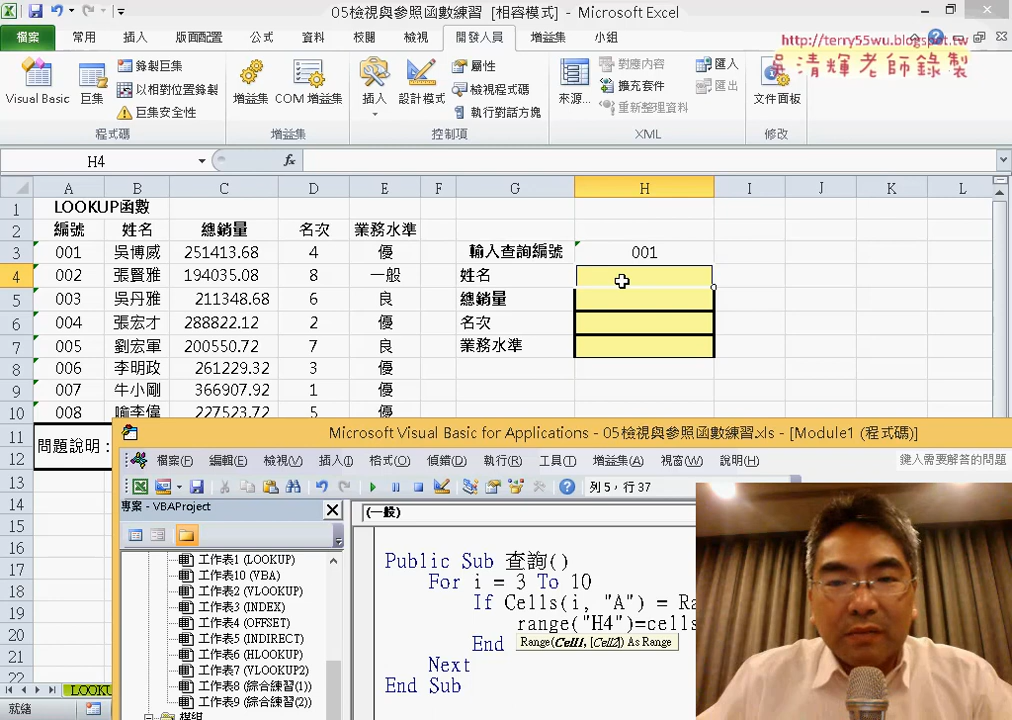 05檢視與參照函數練習 [相容模式] - Microsoft Excel
檔案 常用 插入 版面配置 公式 資料 校閱 檢視 開發人員 增益集 小組
http://terry55wu.blogspot.tw
吳清輝老師錄製
Visual Basic 巨集 錄製巨集 以相對位置錄製 巨集安全性 程式碼
增益集 COM 增益集 增益集
插入 設計模式 屬性 檢視程式碼 執行對話方塊 控制項
來源... 對應內容 擴充套件 重新整理資料 匯入 匯出 XML
文件面板 修改
H4 fx
A B C D E F G H I J K L
1 LOOKUP函數
2 編號 姓名 總銷量 名次 業務水準
3 001 吳博威 251413.68 4 優 輸入查詢編號 001
4 002 張賢雅 194035.08 8 一般 姓名
5 003 吳丹雅 211348.68 6 良 總銷量
6 004 張宏才 288822.12 2 優 名次
7 005 劉宏軍 200550.72 7 良 業務水準
8 006 李明政 261229.32 3 優
9 007 牛小剛 366907.92 1 優
10 008 喻李偉 227523.72 5 優
11 問題說明:
12
13
14
15
16
17
18
19
20
21
22
LOOKU
就緒
Microsoft Visual Basic for Applications - 05檢視與參照函數練習.xls - [Module1 (程式碼)]
檔案(F) 編輯(E) 檢視(V) 插入(I) 格式(O) 偵錯(D) 執行(R) 工具(T) 增益集(A) 視窗(W) 說明(H) 鍵入需要解答的問題
列 5，行 37
專案 - VBAProject
工作表1 (LOOKUP)
工作表10 (VBA)
工作表2 (VLOOKUP)
工作表3 (INDEX)
工作表4 (OFFSET)
工作表5 (INDIRECT)
工作表6 (HLOOKUP)
工作表7 (VLOOKUP2)
工作表8 (綜合練習(1))
工作表9 (綜合練習(2))
模組
(一般)
Public Sub 查詢()
For i = 3 To 10
If Cells(i, "A") = Ra
range("H4")=cells
End
Range(Cell1, [Cell2]) As Range
Next
End Sub